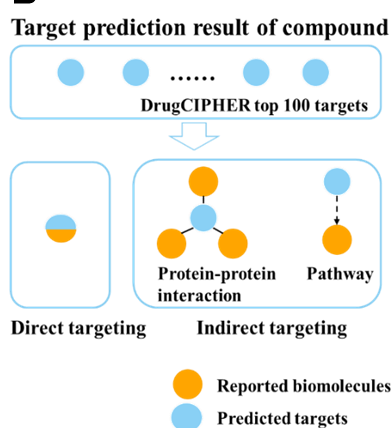 Target prediction result of compound
......
DrugCIPHER top 100 targets
Protein-protein
interaction
Pathway
Direct targeting
Indirect targeting
Reported biomolecules
Predicted targets